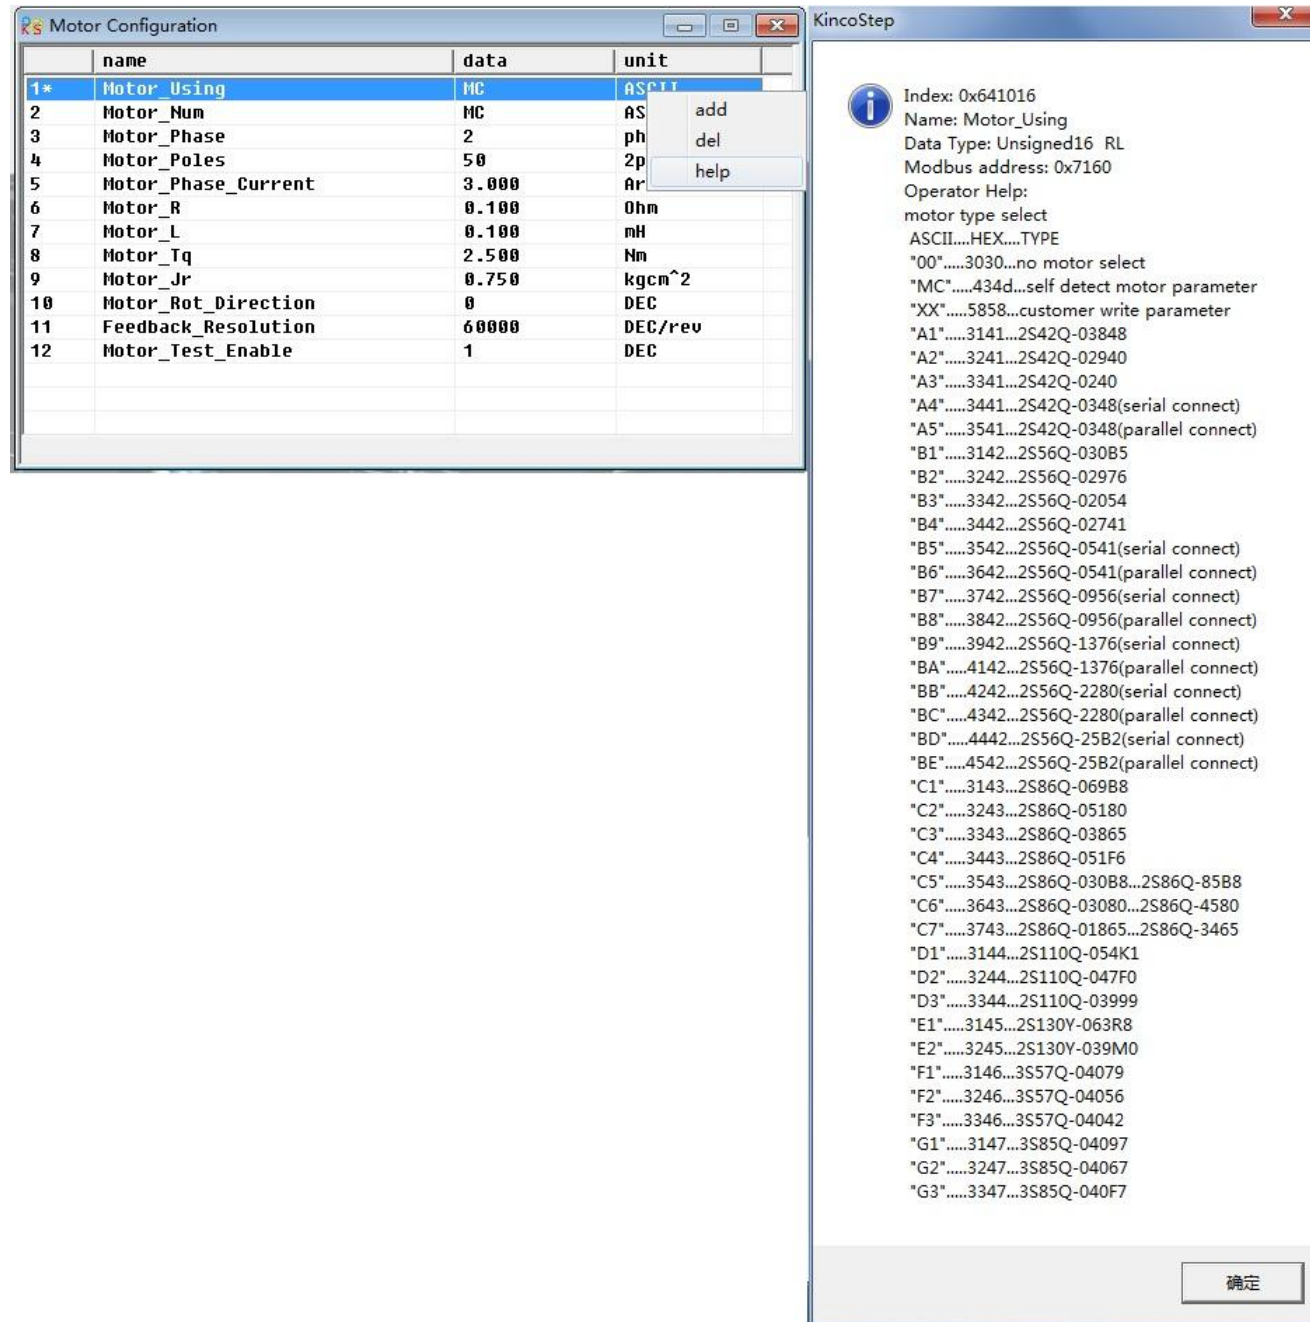 Motor Configuration
name data unit
1* Motor_Using MC ASCII
2 Motor_Num MC AS
3 Motor_Phase 2 ph
4 Motor_Poles 50 2p
5 Motor_Phase_Current 3.000 Ar
6 Motor_R 0.100 Ohm
7 Motor_L 0.100 mH
8 Motor_Tq 2.500 Nm
9 Motor_Jr 0.750 kgcm^2
10 Motor_Rot_Direction 0 DEC
11 Feedback_Resolution 60000 DEC/rev
12 Motor_Test_Enable 1 DEC
add
del
help
KincoStep
Index: 0x641016
Name: Motor_Using
Data Type: Unsigned16 RL
Modbus address: 0x7160
Operator Help:
motor type select
ASCII....HEX....TYPE
"00".....3030...no motor select
"MC".....434d...self detect motor parameter
"XX".....5858...customer write parameter
"A1".....3141...2S42Q-03848
"A2".....3241...2S42Q-02940
"A3".....3341...2S42Q-0240
"A4".....3441...2S42Q-0348(serial connect)
"A5".....3541...2S42Q-0348(parallel connect)
"B1".....3142...2S56Q-030B5
"B2".....3242...2S56Q-02976
"B3".....3342...2S56Q-02054
"B4".....3442...2S56Q-02741
"B5".....3542...2S56Q-0541(serial connect)
"B6".....3642...2S56Q-0541(parallel connect)
"B7".....3742...2S56Q-0956(serial connect)
"B8".....3842...2S56Q-0956(parallel connect)
"B9".....3942...2S56Q-1376(serial connect)
"BA".....4142...2S56Q-1376(parallel connect)
"BB".....4242...2S56Q-2280(serial connect)
"BC".....4342...2S56Q-2280(parallel connect)
"BD".....4442...2S56Q-25B2(serial connect)
"BE".....4542...2S56Q-25B2(parallel connect)
"C1".....3143...2S86Q-069B8
"C2".....3243...2S86Q-05180
"C3".....3343...2S86Q-03865
"C4".....3443...2S86Q-051F6
"C5".....3543...2S86Q-030B8...2S86Q-85B8
"C6".....3643...2S86Q-03080...2S86Q-4580
"C7".....3743...2S86Q-01865...2S86Q-3465
"D1".....3144...2S110Q-054K1
"D2".....3244...2S110Q-047F0
"D3".....3344...2S110Q-03999
"E1".....3145...2S130Y-063R8
"E2".....3245...2S130Y-039M0
"F1".....3146...3S57Q-04079
"F2".....3246...3S57Q-04056
"F3".....3346...3S57Q-04042
"G1".....3147...3S85Q-04097
"G2".....3247...3S85Q-04067
"G3".....3347...3S85Q-040F7
确定